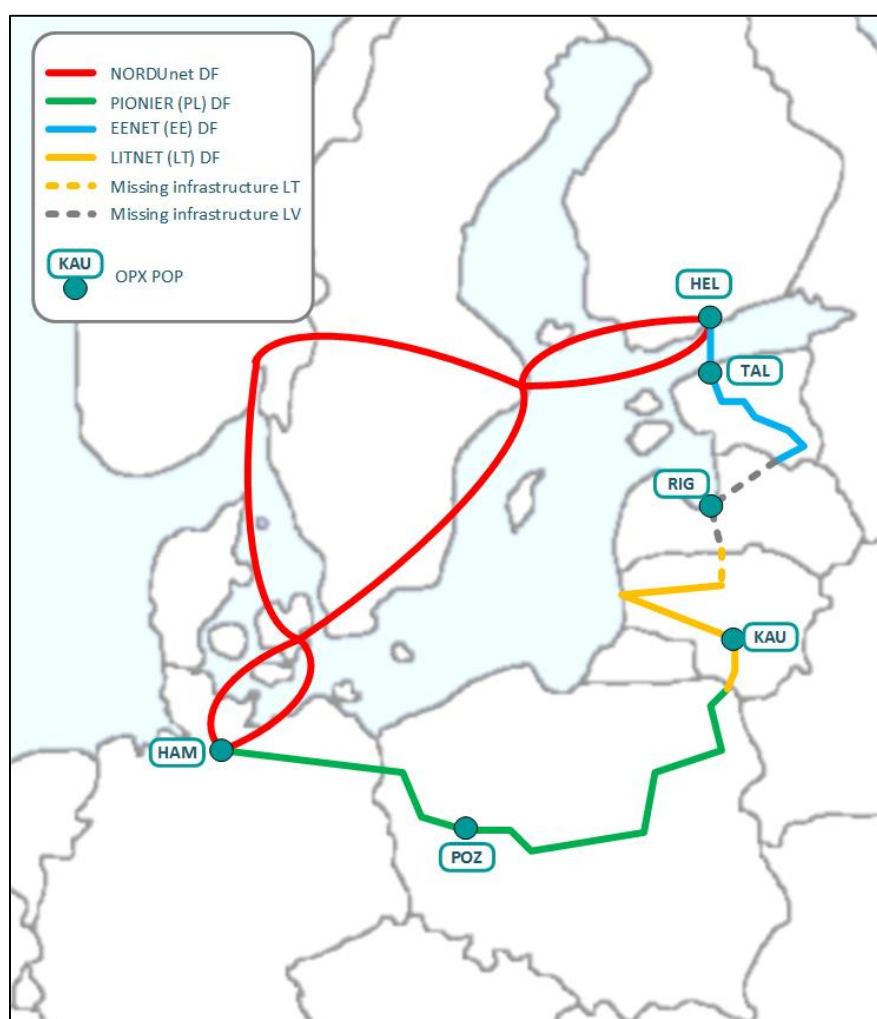 NORDUnet DF
PIONIER (PL) DF
EENET (EE) DF
LITNET (LT) DF
Missing infrastructure LT
Missing infrastructure LV
KAU
OPX POP
HEL
TAL
RIG
KAU
HAM
POZ